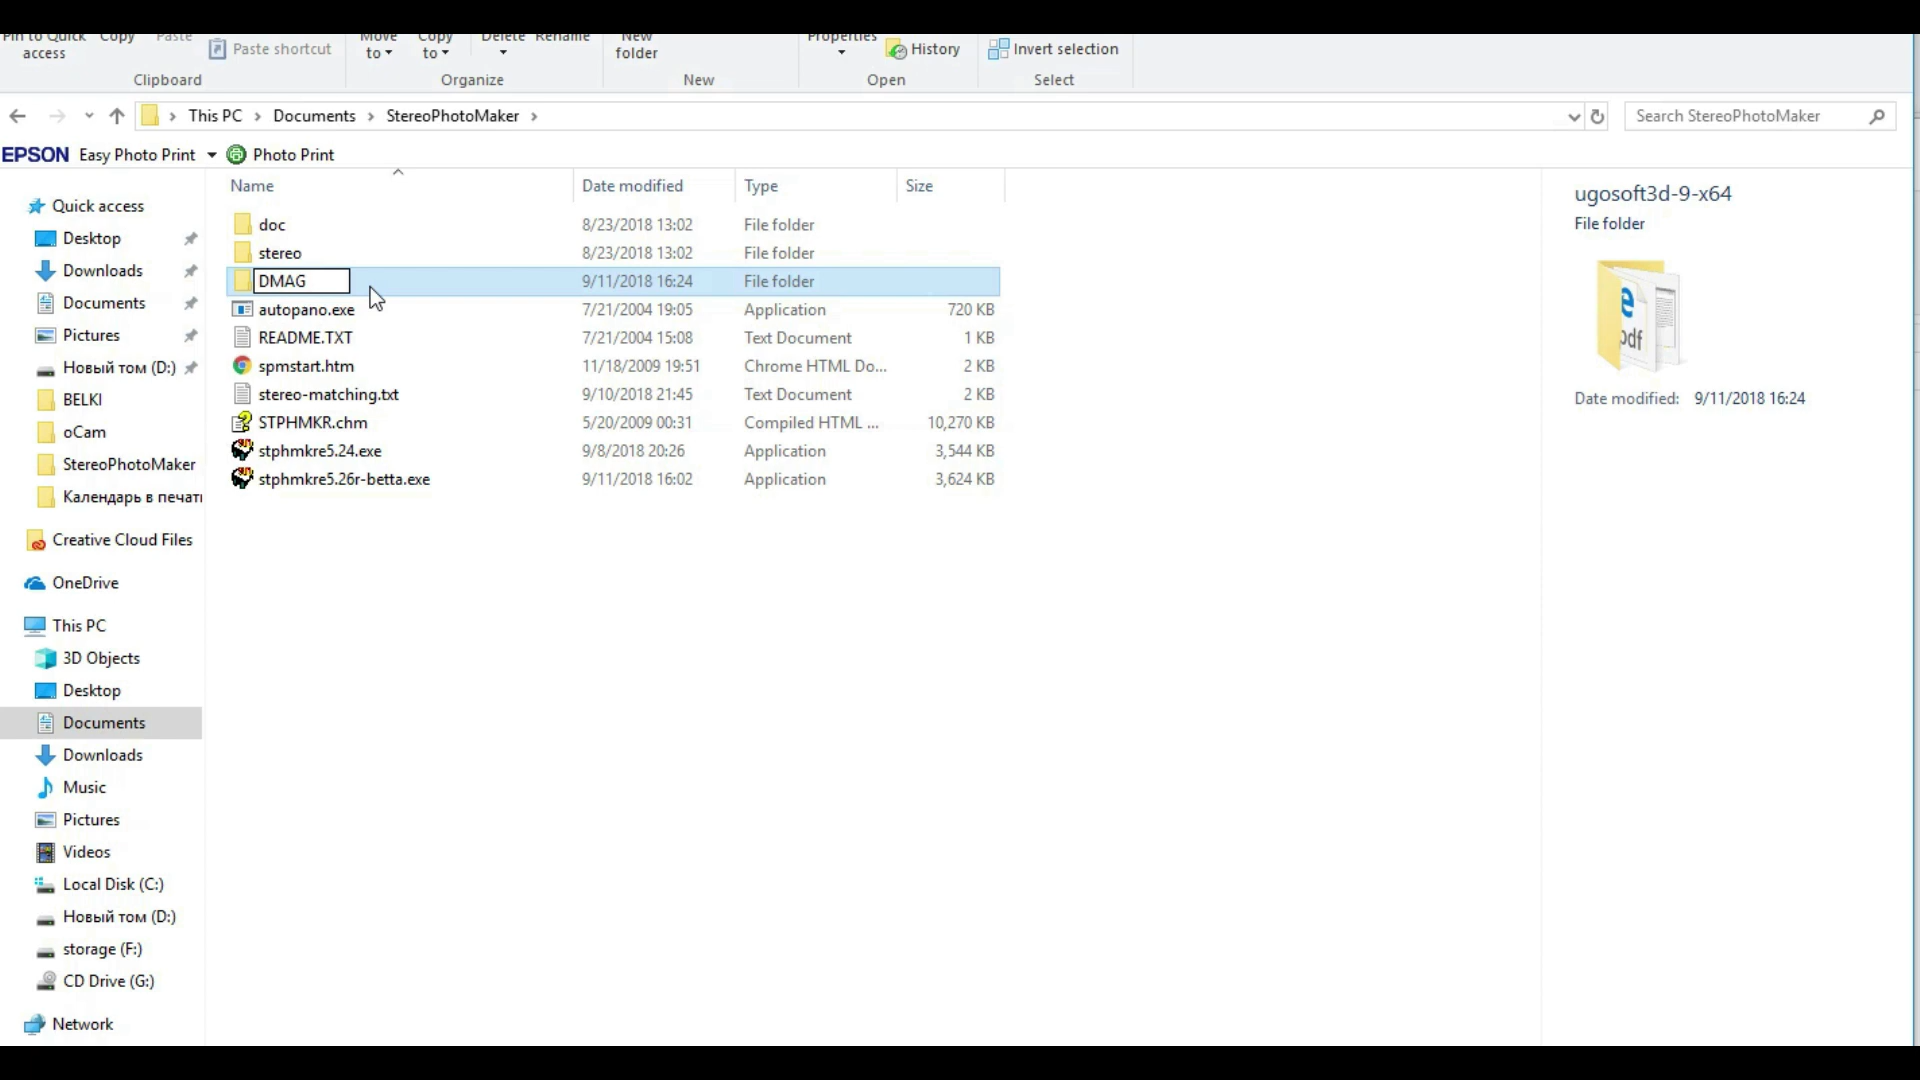 Pin to Quick access
Copy
Paste
Paste shortcut
Clipboard
Move to
Copy to
Delete
Rename
Organize
New folder
New
Properties
History
Open
Invert selection
Select
This PC > Documents > StereoPhotoMaker >
Search StereoPhotoMaker
EPSON Easy Photo Print Photo Print
Name Date modified Type Size
doc 8/23/2018 13:02 File folder
stereo 8/23/2018 13:02 File folder
DMAG 9/11/2018 16:24 File folder
autopano.exe 7/21/2004 19:05 Application 720 KB
README.TXT 7/21/2004 15:08 Text Document 1 KB
spmstart.htm 11/18/2009 19:51 Chrome HTML Do... 2 KB
stereo-matching.txt 9/10/2018 21:45 Text Document 2 KB
STPHMKR.chm 5/20/2009 00:31 Compiled HTML ... 10,270 KB
stphmkre5.24.exe 9/8/2018 20:26 Application 3,544 KB
stphmkre5.26r-betta.exe 9/11/2018 16:02 Application 3,624 KB
Quick access
Desktop
Downloads
Documents
Pictures
Новый том (D:)
BELKI
oCam
StereoPhotoMaker
Календарь в печат
Creative Cloud Files
OneDrive
This PC
3D Objects
Desktop
Documents
Downloads
Music
Pictures
Videos
Local Disk (C:)
Новый том (D:)
storage (F:)
CD Drive (G:)
Network
ugosoft3d-9-x64
File folder
pdf
Date modified: 9/11/2018 16:24